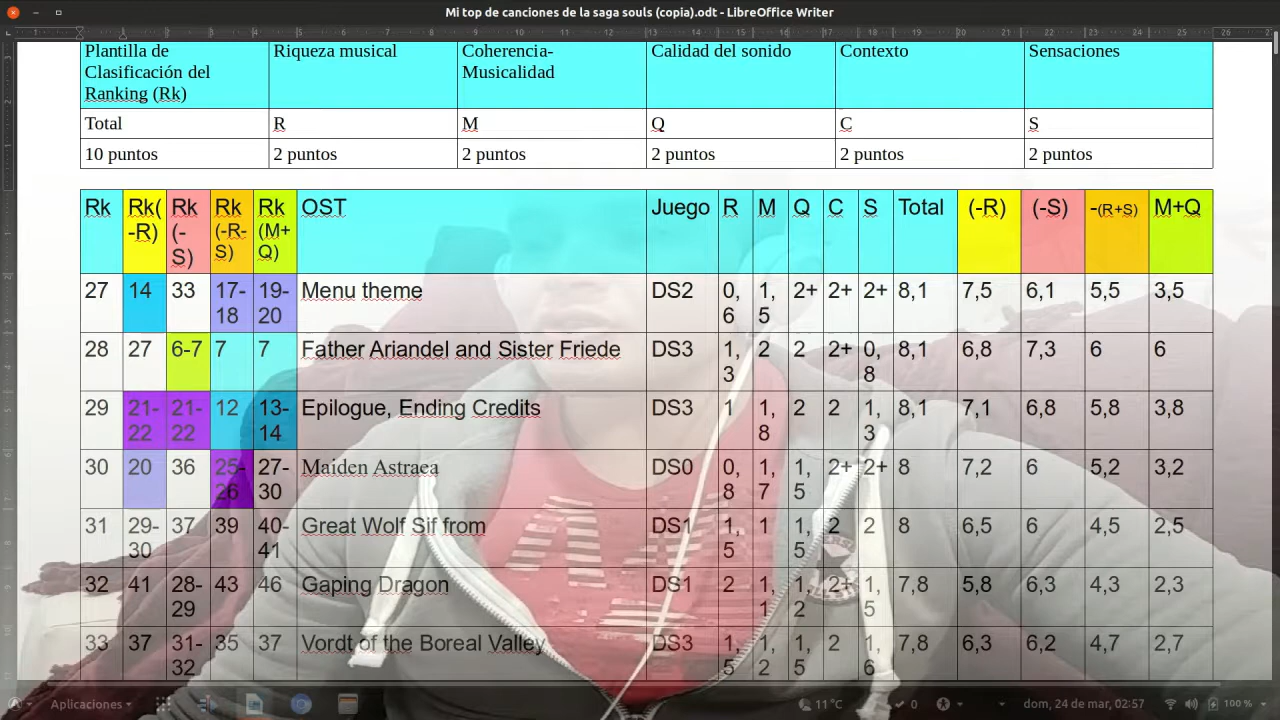 Mi top de canciones de la saga souls (copia).odt - LibreOffice Writer
Plantilla de Clasificación del Ranking (Rk) Riqueza musical Coherencia-Musicalidad Calidad del sonido Contexto Sensaciones
Total R M Q C S
10 puntos 2 puntos 2 puntos 2 puntos 2 puntos 2 puntos
Rk Rk(-R) Rk (-S) Rk (-R-S) Rk (M+Q) OST Juego R M Q C S Total (-R) (-S) -(R+S) M+Q
27 14 33 17-18 19-20 Menu theme DS2 0,6 1,5 2+ 2+ 2+ 8,1 7,5 6,1 5,5 3,5
28 27 6-7 7 7 Father Ariandel and Sister Friede DS3 1,3 2 2 2+ 0,8 8,1 6,8 7,3 6 6
29 21-22 21-22 12 13-14 Epilogue, Ending Credits DS3 1 1,8 2 2 1,3 8,1 7,1 6,8 5,8 3,8
30 20 36 25-26 27-30 Maiden Astraea DS0 0,8 1,7 1,5 2+ 2+ 8 7,2 6 5,2 3,2
31 29-30 37 39 40-41 Great Wolf Sif from DS1 1,5 1 1,5 2 2 8 6,5 6 4,5 2,5
32 41 28-29 43 46 Gaping Dragon DS1 2 1,1 1,2 2+ 1,5 7,8 5,8 6,3 4,3 2,3
33 37 31-32 35 37 Vordt of the Boreal Valley DS3 1,5 1,2 1,5 2 1,6 7,8 6,3 6,2 4,7 2,7
Aplicaciones 11 °C 0 dom, 24 de mar, 02:57 100 %